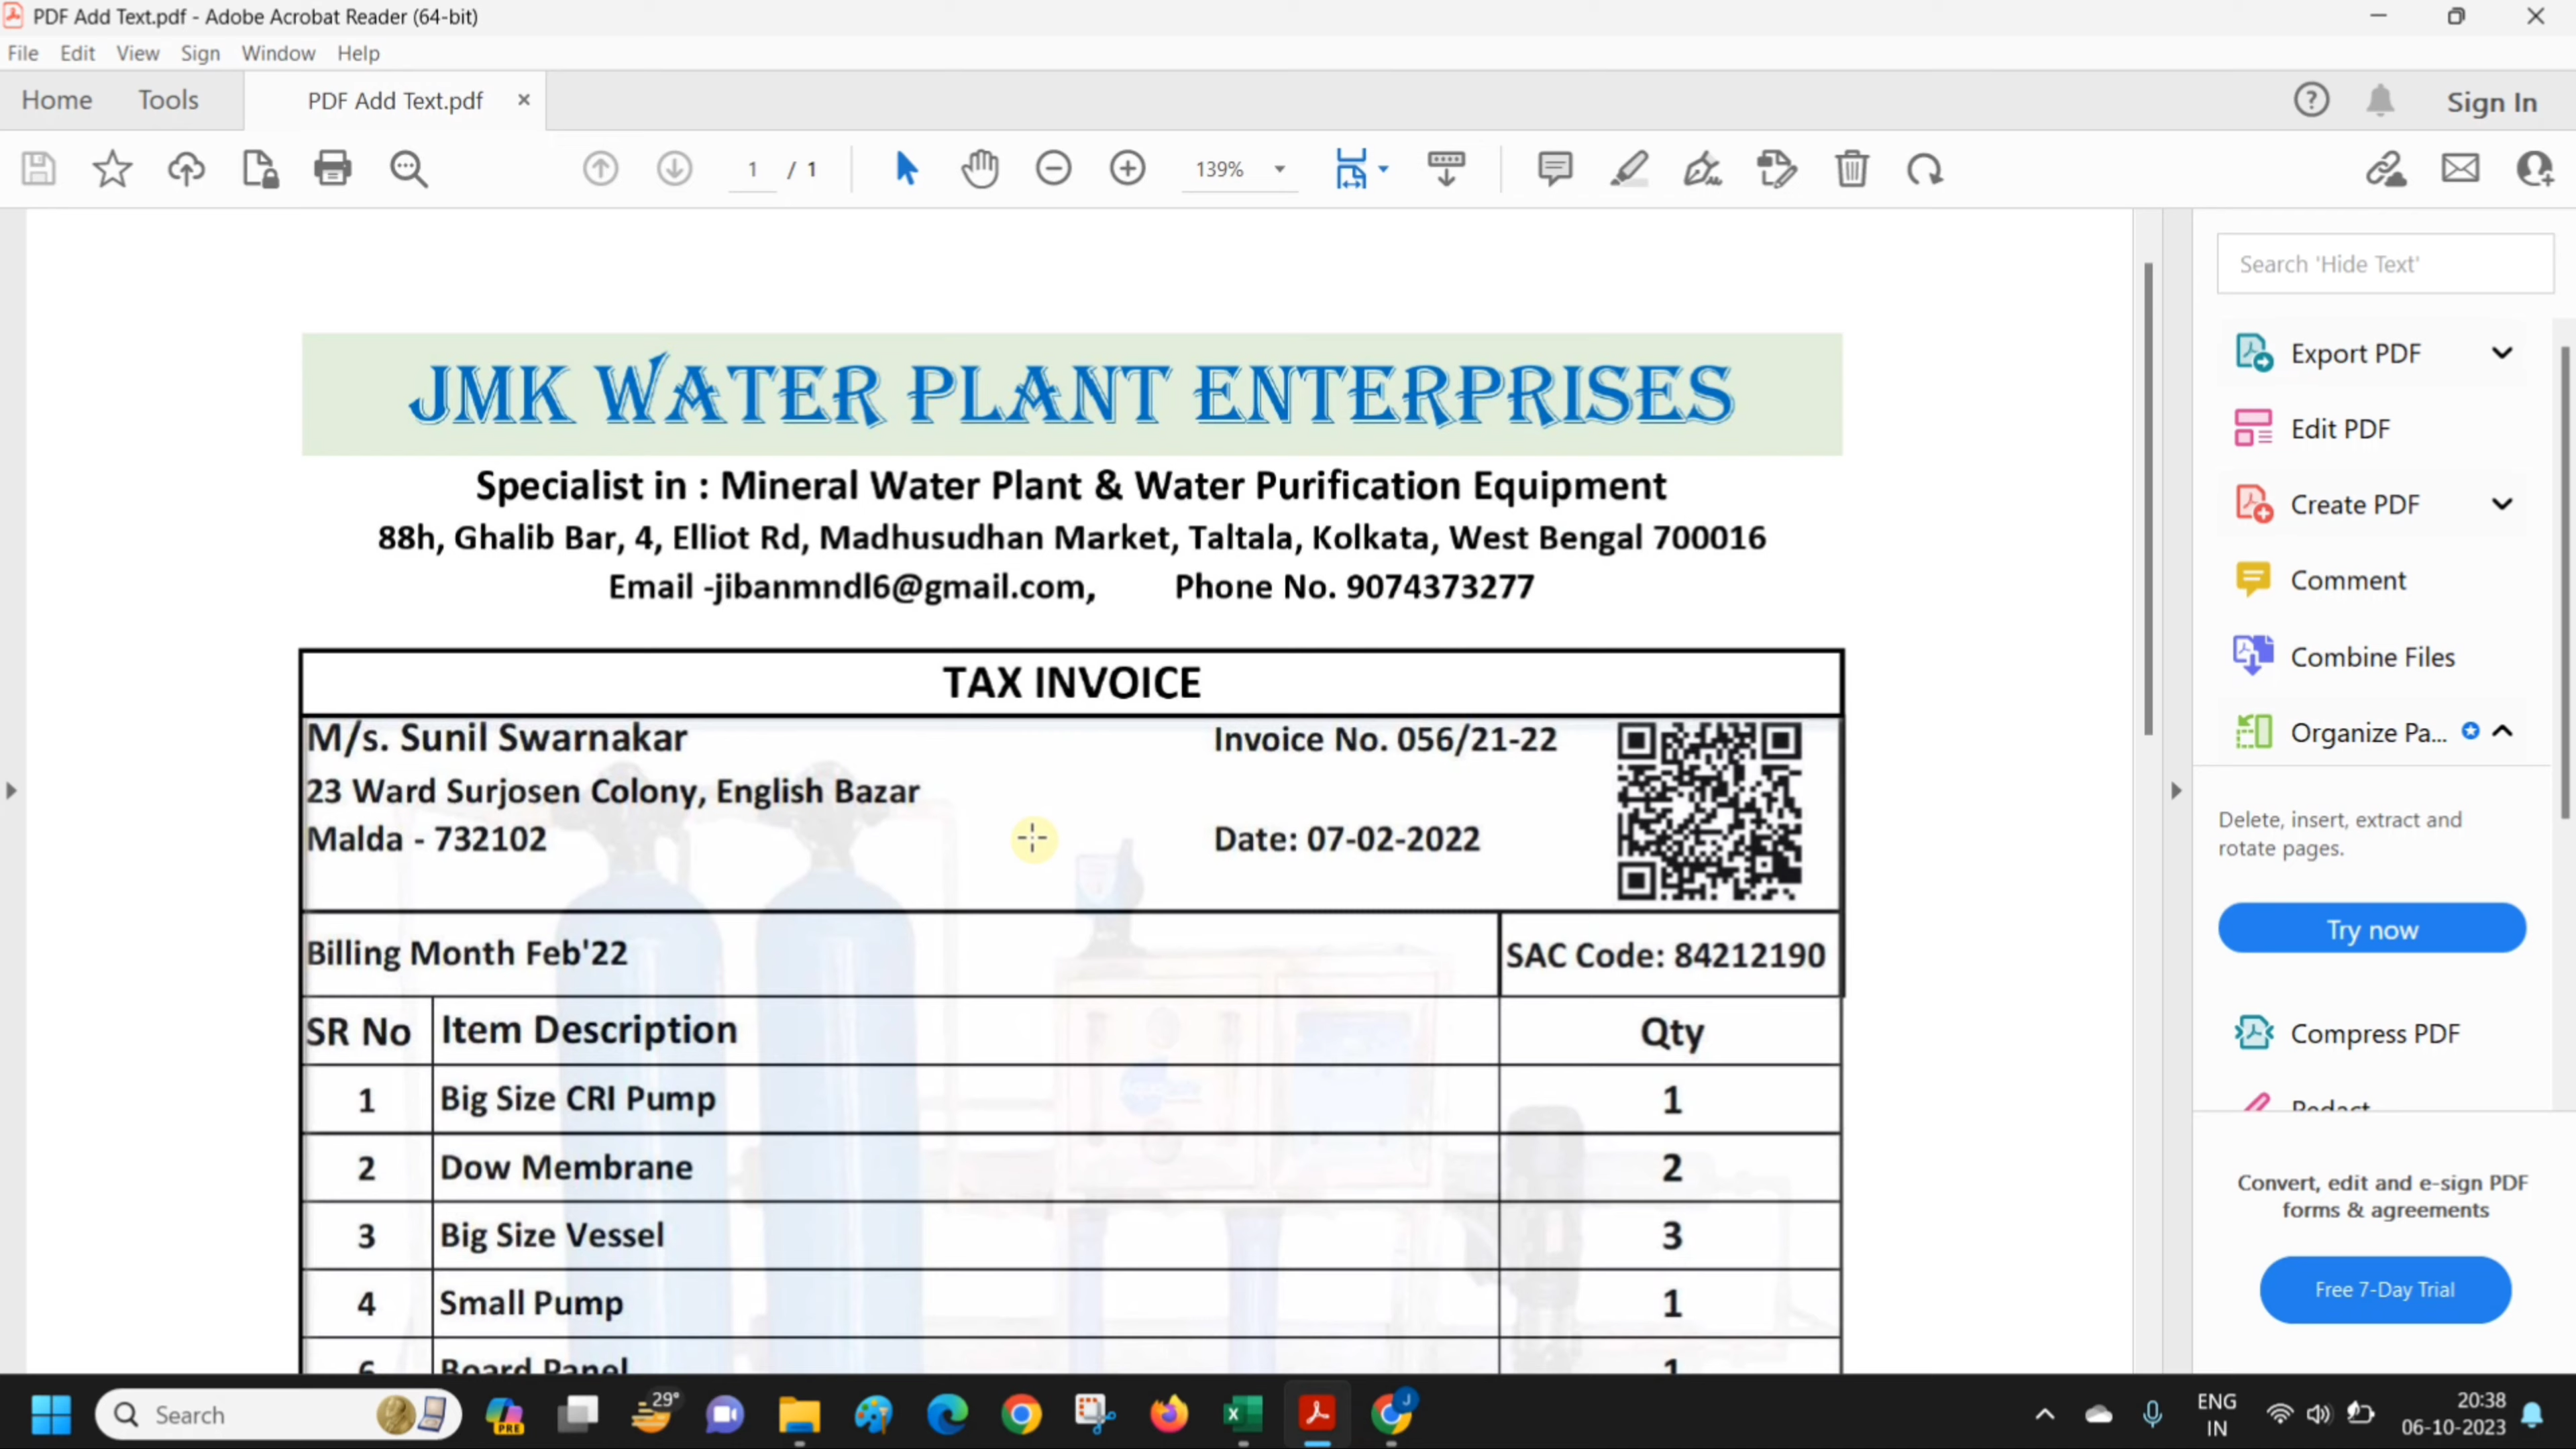 PDF Add Text.pdf - Adobe Acrobat Reader (64-bit)
File Edit View Sign Window Help
Home Tools PDF Add Text.pdf Sign In
1 / 1 139%
Search 'Hide Text'
Export PDF
Edit PDF
Create PDF
Comment
Combine Files
Organize Pa...
Delete, insert, extract and
rotate pages.
Try now
Compress PDF
Redact
Convert, edit and e-sign PDF
forms & agreements
Free 7-Day Trial
JMK WATER PLANT ENTERPRISES
Specialist in : Mineral Water Plant & Water Purification Equipment
88h, Ghalib Bar, 4, Elliot Rd, Madhusudhan Market, Taltala, Kolkata, West Bengal 700016
Email -jibanmndl6@gmail.com, Phone No. 9074373277
TAX INVOICE
M/s. Sunil Swarnakar Invoice No. 056/21-22
23 Ward Surjosen Colony, English Bazar
Malda - 732102 Date: 07-02-2022
Billing Month Feb'22 SAC Code: 84212190
SR No Item Description Qty
1 Big Size CRI Pump 1
2 Dow Membrane 2
3 Big Size Vessel 3
4 Small Pump 1
6 Board Panel 1
Search PRE 29° J ENG 20:38
IN 06-10-2023